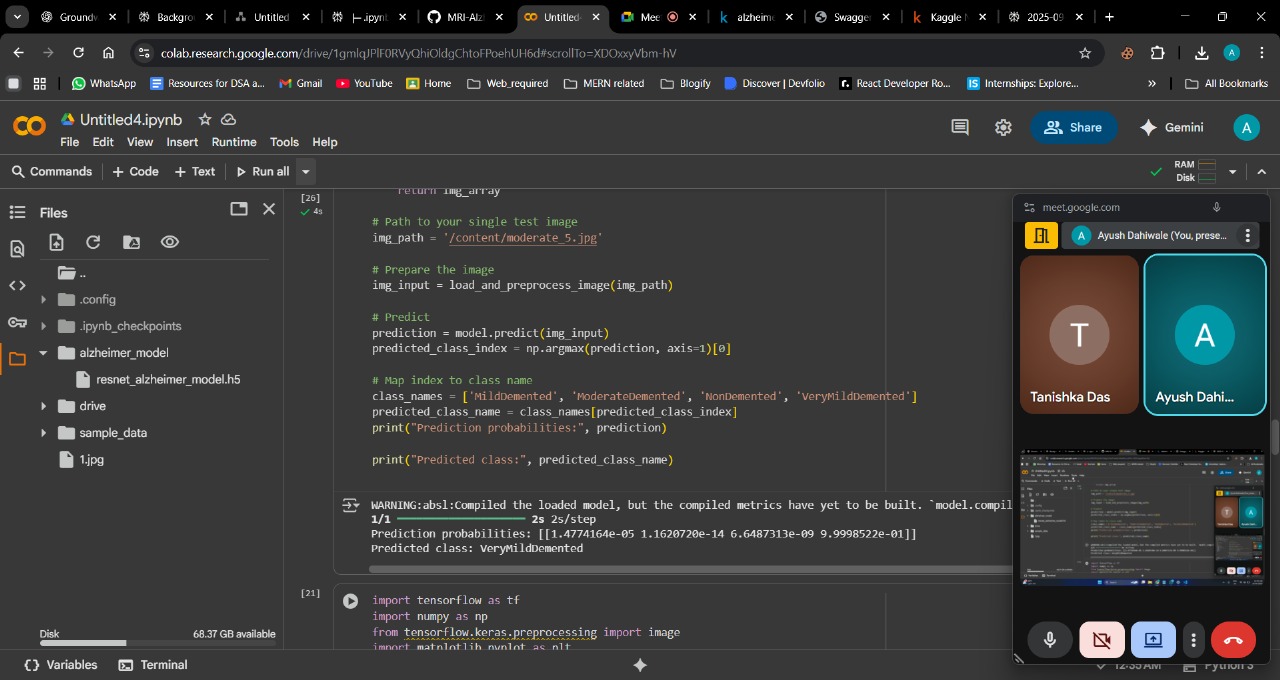 Groundw
Backgro
Untitled
├─.ipynb
MRI-Alz
Untitled
Mee
alzheim
Swagger
Kaggle
2025-09
colab.research.google.com/drive/1gmlqJPlF0RVyQhiOldgChtoFPoehUH6d#scrollTo=XDOxxyVbm-hV
A
WhatsApp
Resources for DSA a...
Gmail
YouTube
Home
Web_required
MERN related
Blogify
Discover | Devfolio
React Developer Ro...
Internships: Explore...
»
All Bookmarks
Untitled4.ipynb
File Edit View Insert Runtime Tools Help
Share
Gemini
A
Commands + Code + Text Run all
RAM
Disk
Files
..
.config
.ipynb_checkpoints
alzheimer_model
resnet_alzheimer_model.h5
drive
sample_data
1.jpg
Disk 68.37 GB available
[26]
4s
return img_array
# Path to your single test image
img_path = '/content/moderate_5.jpg'
# Prepare the image
img_input = load_and_preprocess_image(img_path)
# Predict
prediction = model.predict(img_input)
predicted_class_index = np.argmax(prediction, axis=1)[0]
# Map index to class name
class_names = ['MildDemented', 'ModerateDemented', 'NonDemented', 'VeryMildDemented']
predicted_class_name = class_names[predicted_class_index]
print("Prediction probabilities:", prediction)
print("Predicted class:", predicted_class_name)
WARNING:absl:Compiled the loaded model, but the compiled metrics have yet to be built. `model.compil
1/1 ━━━━━━━━━━━━━━━━━━━━ 2s 2s/step
Prediction probabilities: [[1.4774164e-05 1.1620720e-14 6.6487313e-09 9.9998522e-01]]
Predicted class: VeryMildDemented
[21]
import tensorflow as tf
import numpy as np
from tensorflow.keras.preprocessing import image
import matplotlib.pyplot as plt
meet.google.com
A
Ayush Dahiwale (You, prese...
T
Tanishka Das
A
Ayush Dahi...
Variables
Terminal
12:35 AM
Python 3